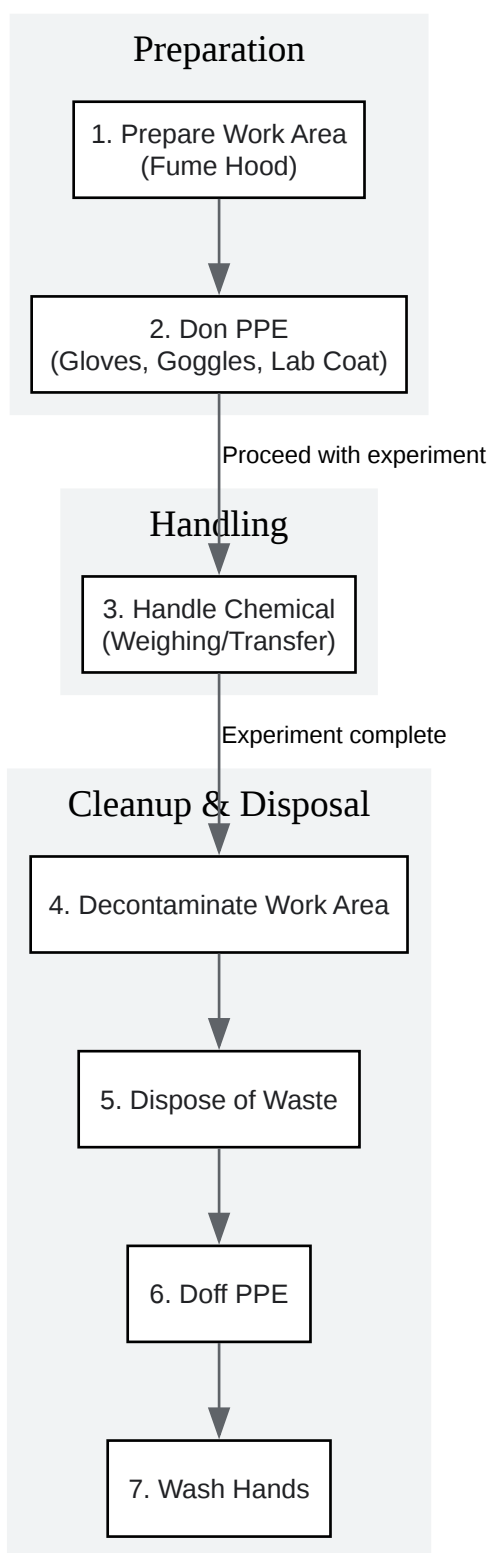 Preparation
1. Prepare Work Area
(Fume Hood)
2. Don PPE
(Gloves, Goggles, Lab Coat)
Proceed with experiment
Handling
3. Handle Chemical
(Weighing/Transfer)
Experiment complete
Cleanup & Disposal
4. Decontaminate Work Area
5. Dispose of Waste
6. Doff PPE
7. Wash Hands